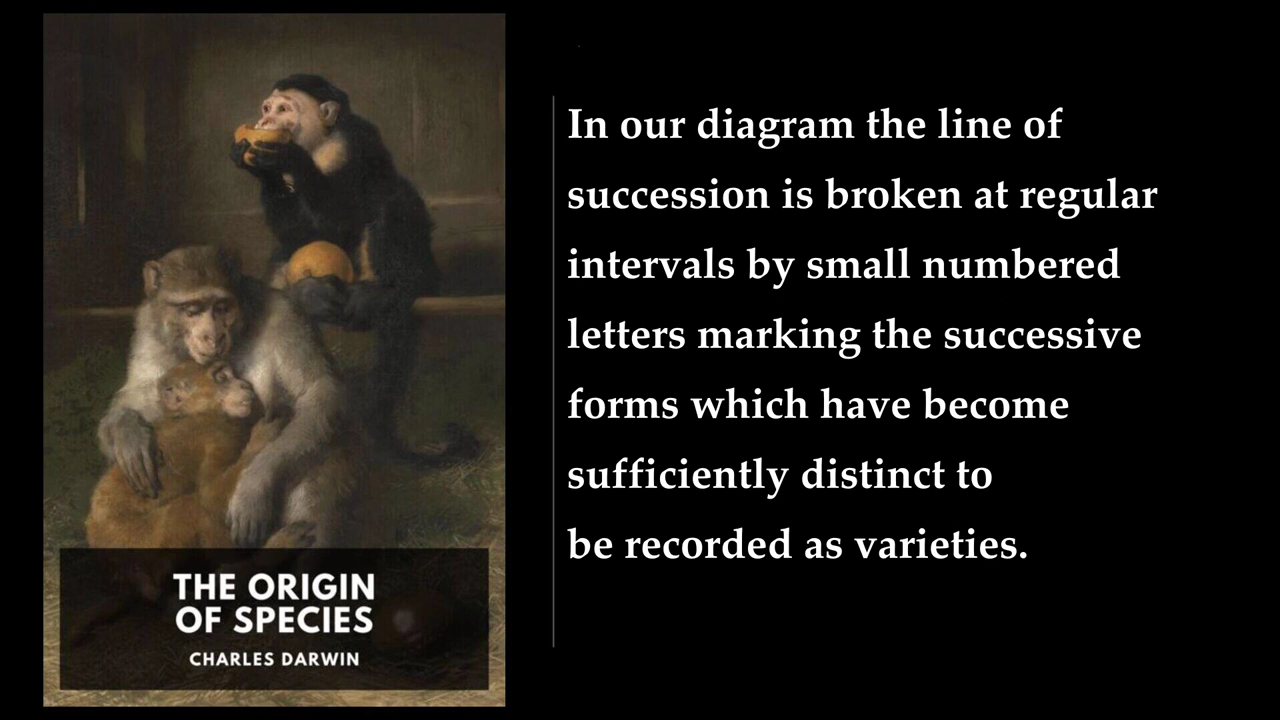 THE ORIGIN
OF SPECIES
CHARLES DARWIN
In our diagram the line of
succession is broken at regular
intervals by small numbered
letters marking the successive
forms which have become
sufficiently distinct to
be recorded as varieties.